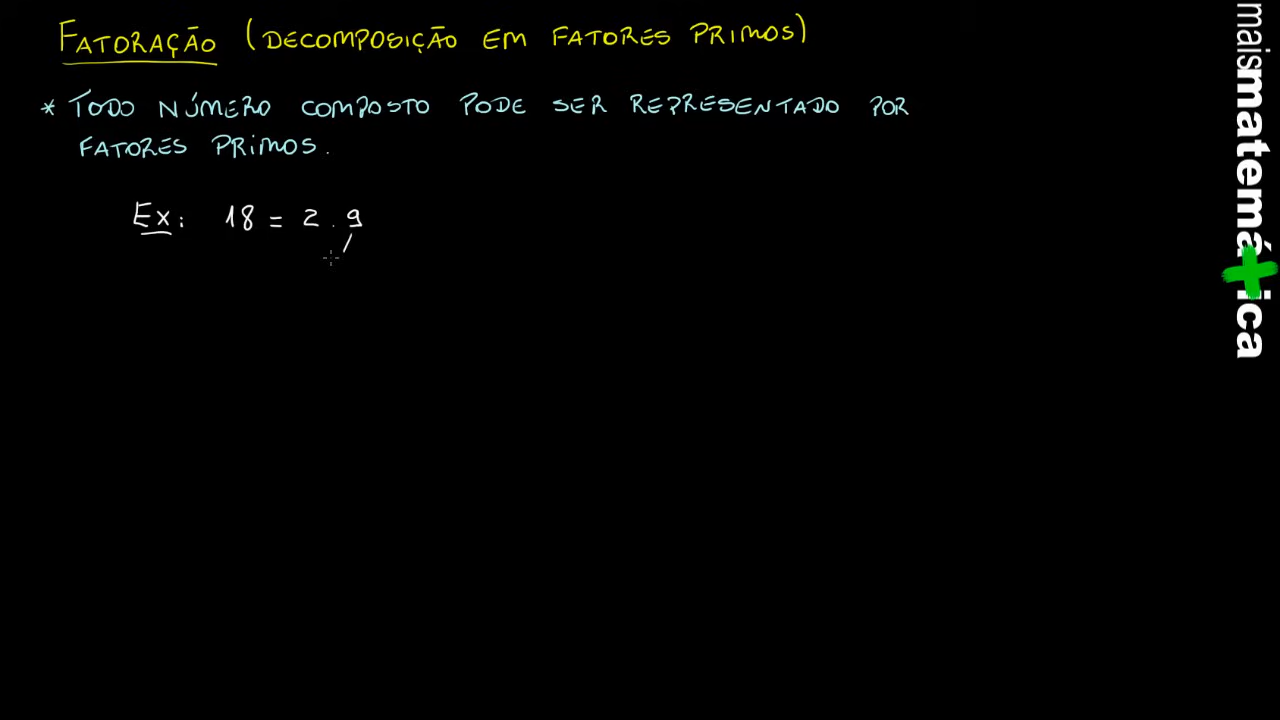 FATORAÇÃO (DECOMPOSIÇÃO EM FATORES PRIMOS)
* TODO NÚMERO COMPOSTO PODE SER REPRESENTADO POR
FATORES PRIMOS.
Ex: 18 = 2 . 9
maismatemática